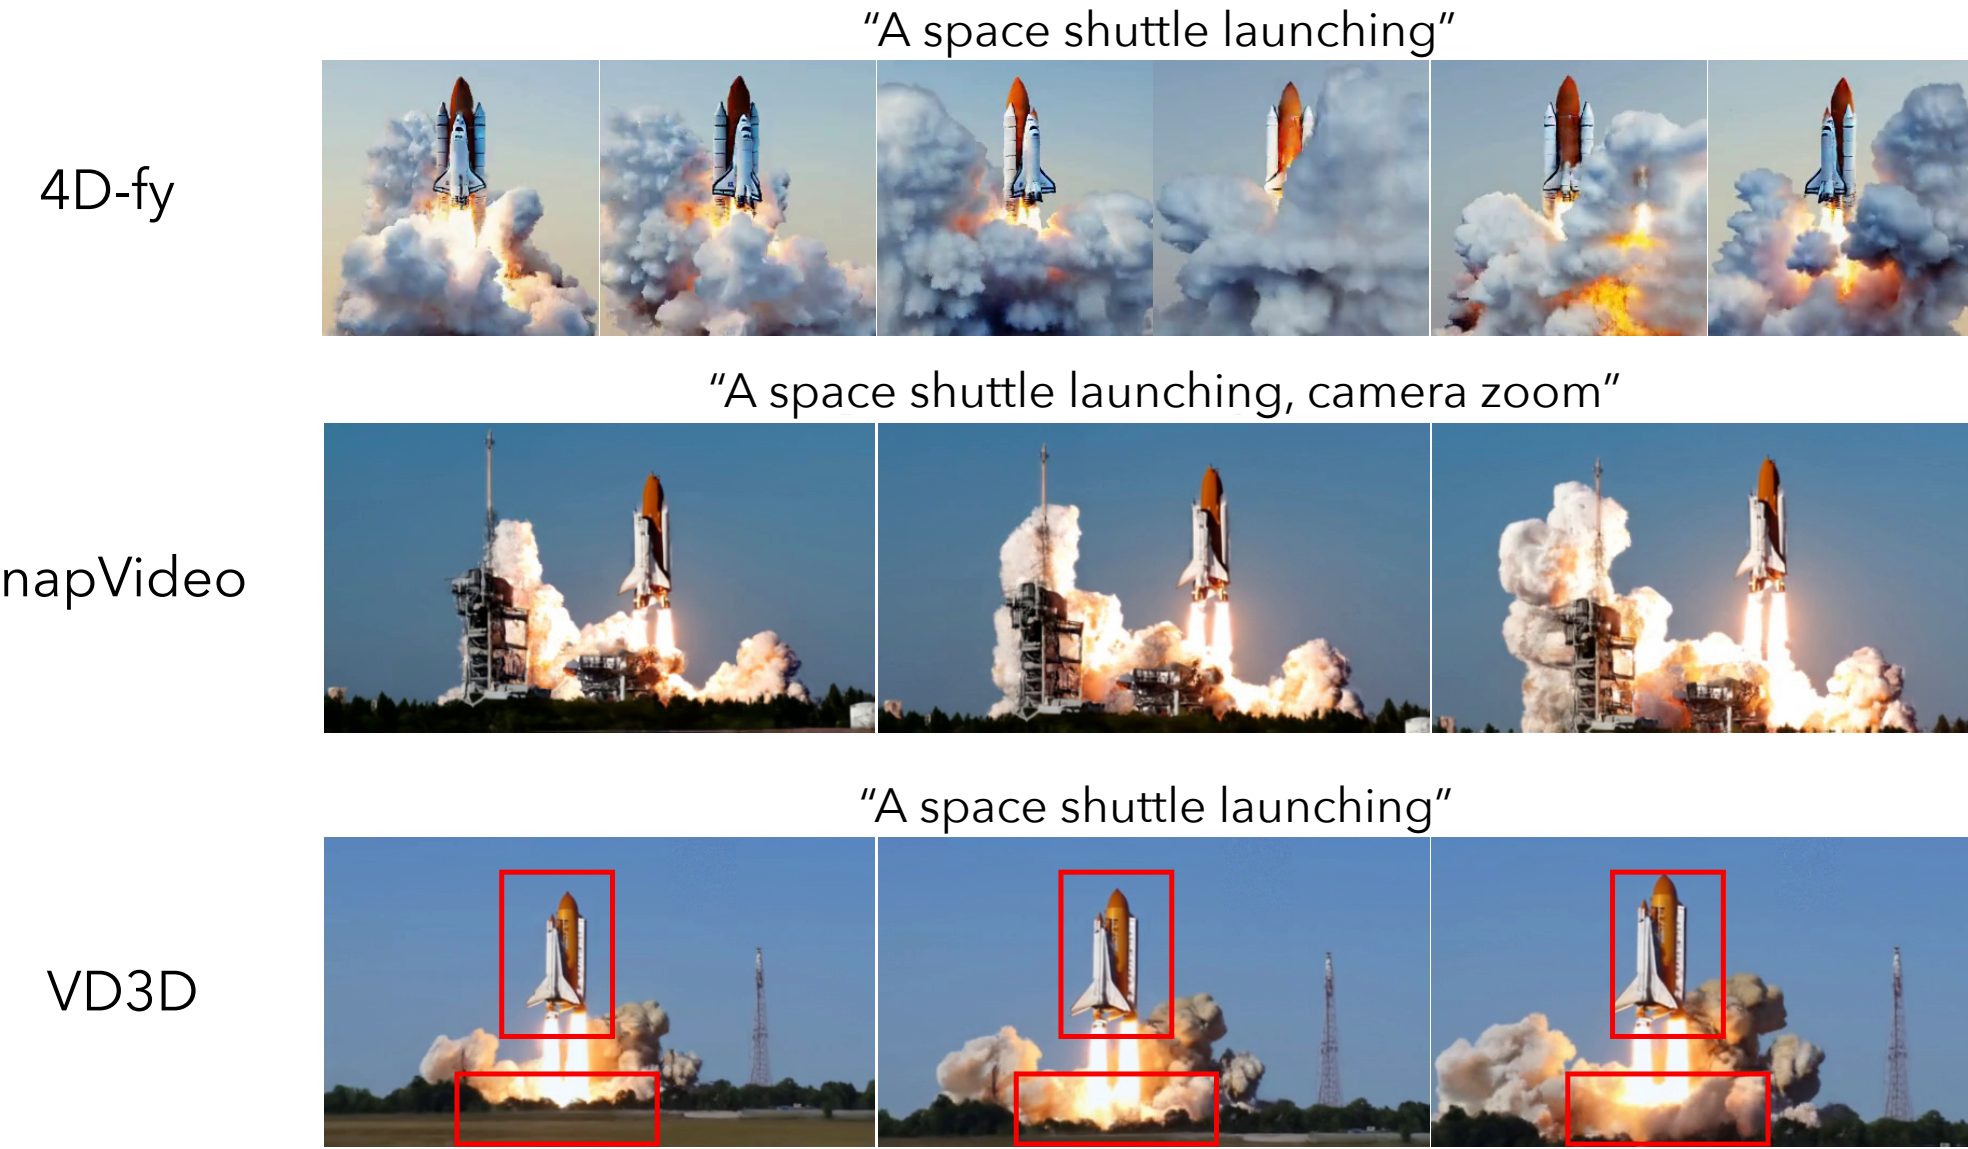 “A space shuttle launching”
4D-fy
“A space shuttle launching, camera zoom”
napVideo
“A space shuttle launching”
VD3D